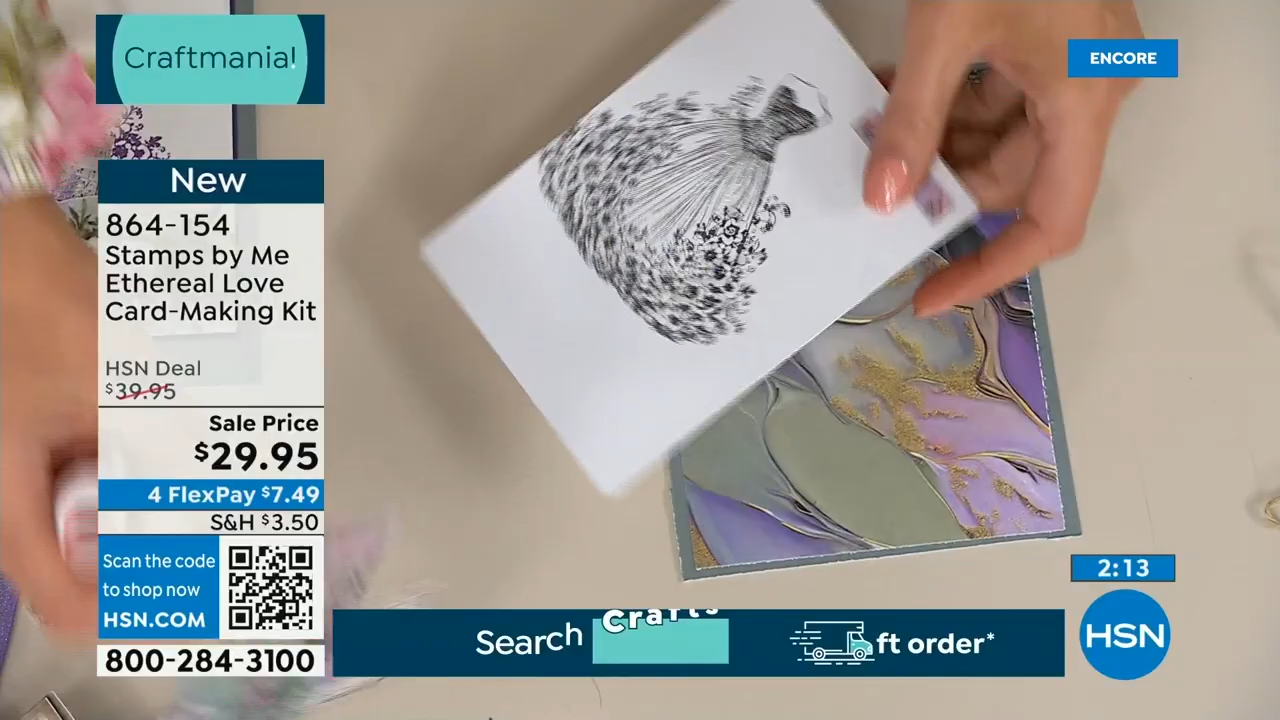 Craftmania!
ENCORE
New
864-154
Stamps by Me
Ethereal Love
Card-Making Kit
HSN Deal
$39.95
Sale Price
$29.95
4 FlexPay $7.49
S&H $3.50
Scan the code
to shop now
HSN.COM
800-284-3100
2:13
HSN
Search Crafts
ft order*